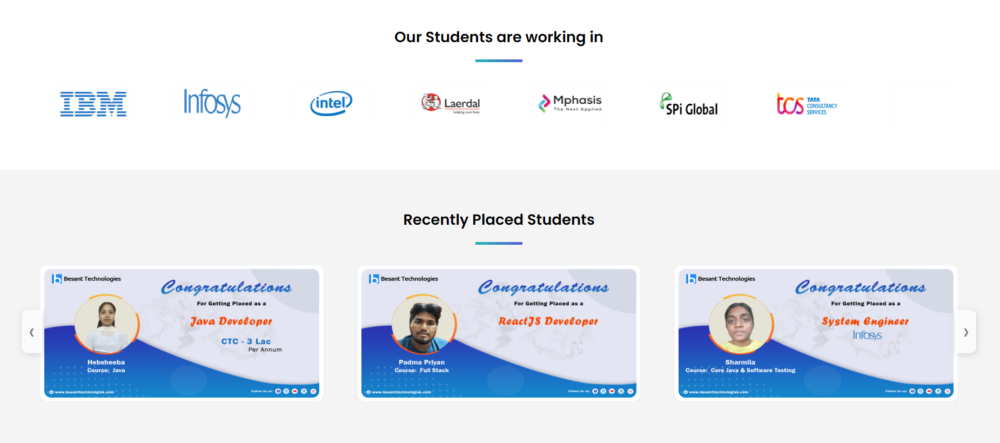 Our Students are working in
IBM
Infosys
intel
Laerdal
helping save lives
Mphasis
The Next Applied
SPi Global
tcs TATA
CONSULTANCY
SERVICES
Recently Placed Students
Besant Technologies
Congratulations
For Getting Placed as a
Java Developer
CTC - 3 Lac
Per Annum
Hebsheeba
Course: Java
www.besanttechnologies.com
Follow Us on:
Besant Technologies
Congratulations
For Getting Placed as a
ReactJS Developer
Padma Priyan
Course: Full Stack
www.besanttechnologies.com
Follow Us on:
Besant Technologies
Congratulations
For Getting Placed as a
System Engineer
Infosys
Sharmila
Course: Core Java & Software Testing
www.besanttechnologies.com
Follow Us on: